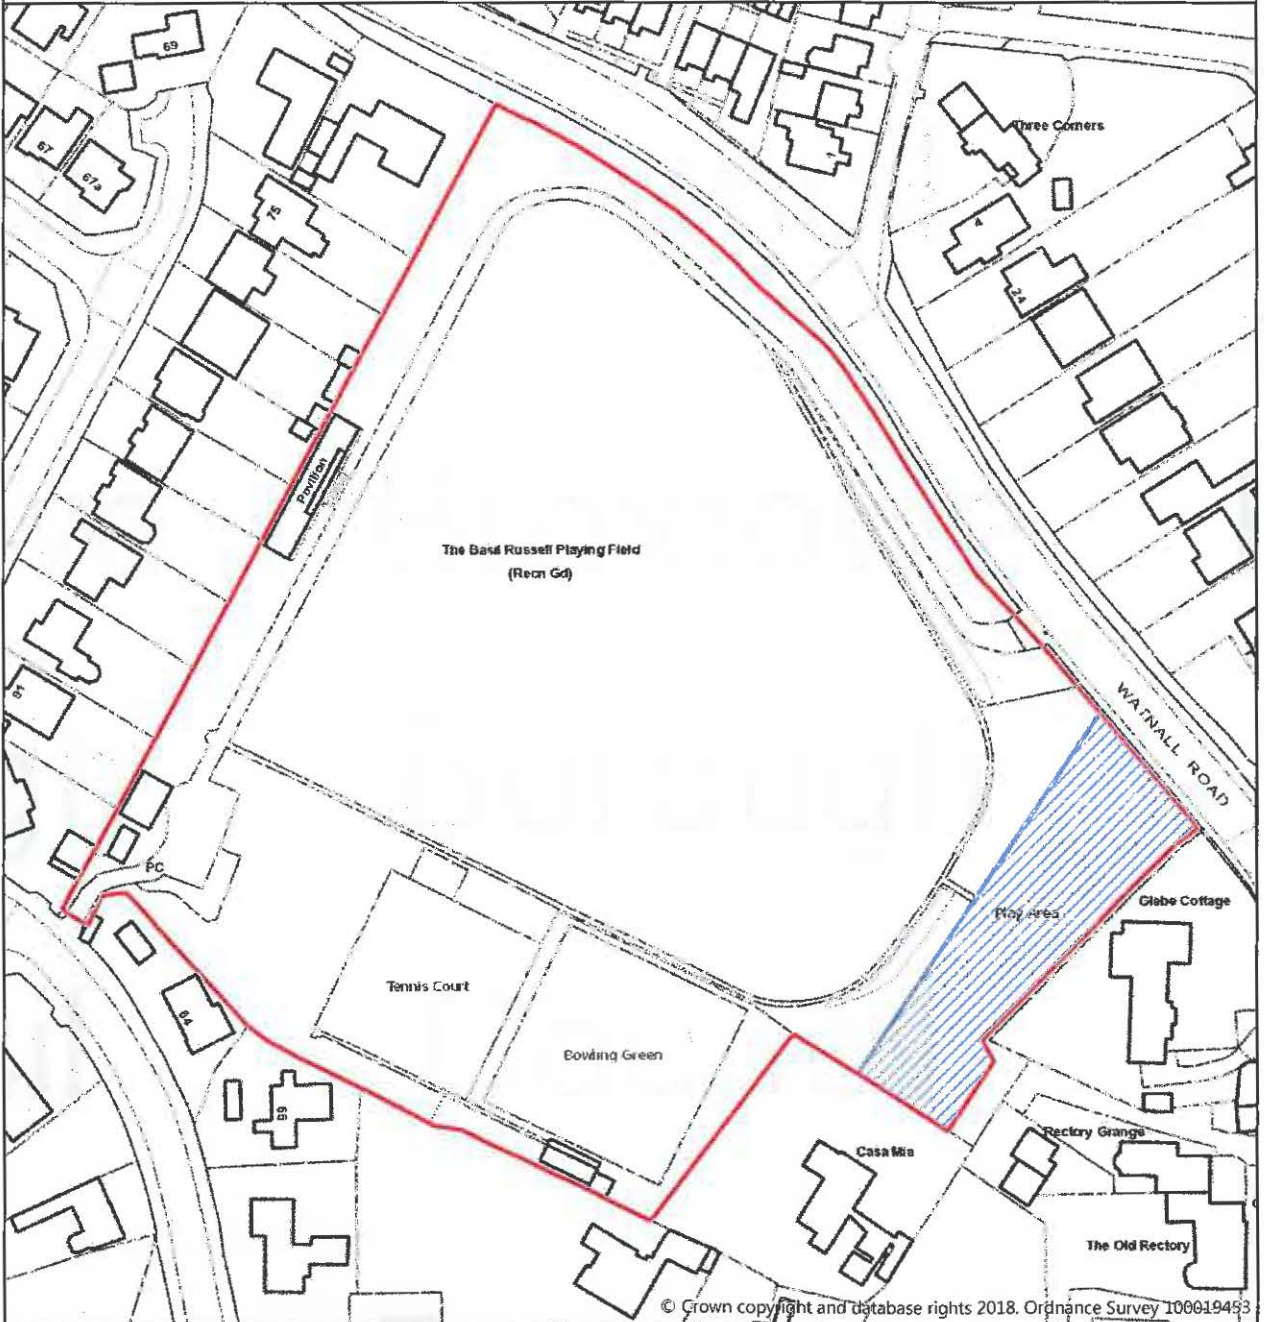 69
67
67a
Three Corners
75
4
24
Pavilion
The Basil Russell Playing Field
(Recn Gd)
91
WATNALL ROAD
PC
Play Area
Glebe Cottage
Tennis Court
64
Bowling Green
66
Casa Mia
Rectory Grange
The Old Rectory
© Crown copyright and database rights 2018. Ordnance Survey 100019453